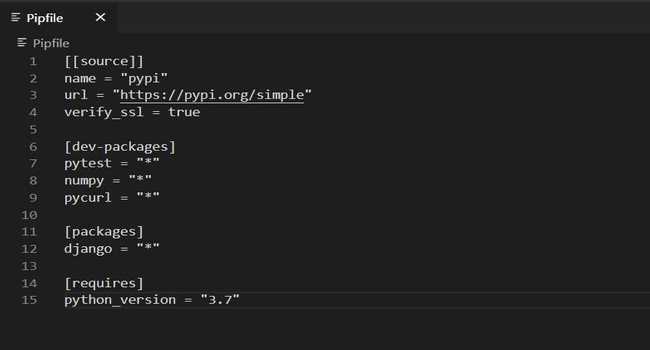 Pipfile ✕
Pipfile
1 [[source]]
2 name = "pypi"
3 url = "https://pypi.org/simple"
4 verify_ssl = true
5
6 [dev-packages]
7 pytest = "*"
8 numpy = "*"
9 pycurl = "*"
10
11 [packages]
12 django = "*"
13
14 [requires]
15 python_version = "3.7"